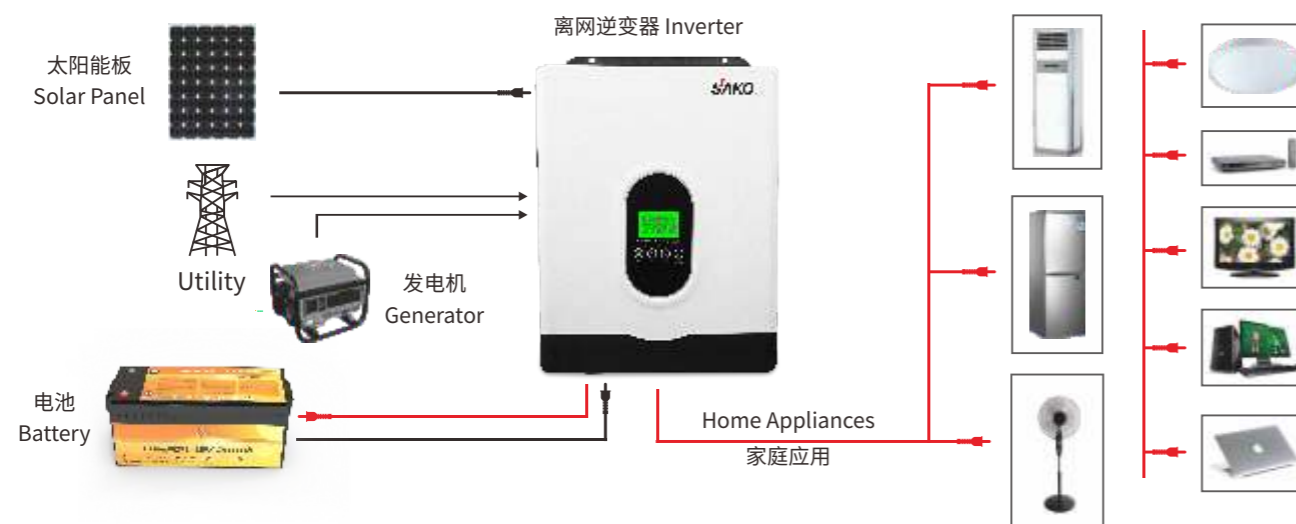 离网逆变器 Inverter
太阳能板
Solar Panel
SAKO
Utility
发电机
Generator
电池
Battery
Home Appliances
家庭应用